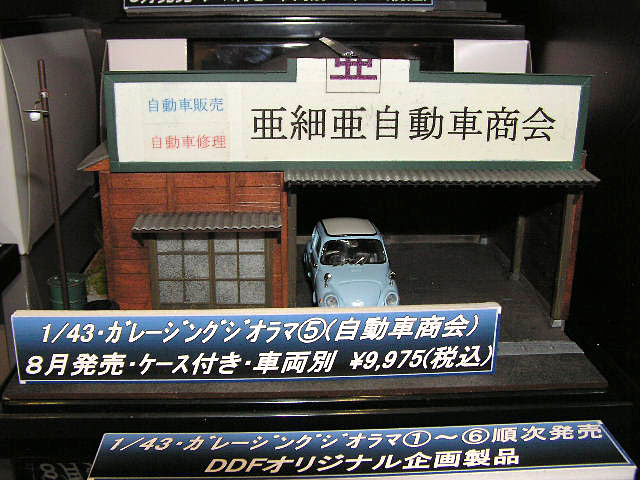 亜
自動車販売
亜細亜自動車商会
自動車修理
1/43・ガレージングジオラマ⑤(自動車商会)
8月発売・ケース付き・車両別 ¥9,975(税込)
1/43・ガレージングジオラマ①～⑥順次発売
DDFオリジナル企画製品